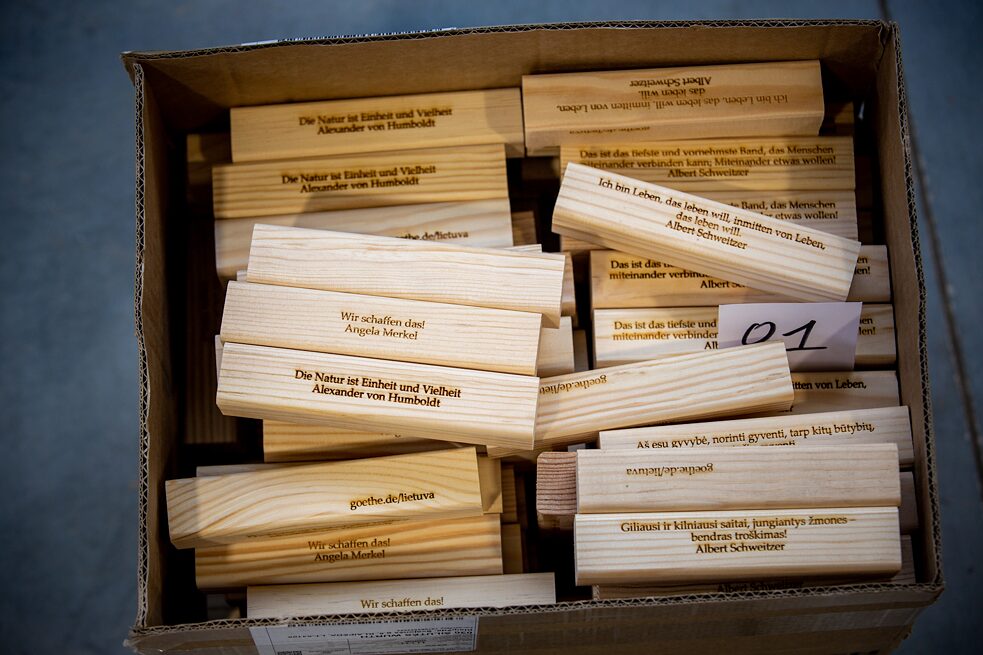 Die Natur ist Einheit und Vielheit
Alexander von Humboldt
Ich bin Leben, das leben will, inmitten von Leben,
das leben will.
Albert Schweitzer
goethe.de/lietuva
Die Natur ist Einheit und Vielheit
Alexander von Humboldt
goethe.de/lietuva
Das ist das tiefste und vornehmste Band, das Menschen
miteinander verbinden kann; Miteinander etwas wollen!
Albert Schweitzer
Band, das Menschen
etwas wollen!
Ich bin Leben, das leben will, inmitten von Leben,
das leben will.
Albert Schweitzer
Das ist das
miteinander
Das ist das tiefste und
miteinander
01
Wir schaffen das!
Angela Merkel
Die Natur ist Einheit und Vielheit
Alexander von Humboldt
goethe.de/lietuva
inmitten von Leben,
Aš esu gyvybė, norinti gyventi, tarp kitų būtybių,
goethe.de/lietuva
goethe.de/lietuva
Giliausi ir kilniausi saitai, jungiantys žmones –
bendras troškimas!
Albert Schweitzer
Wir schaffen das!
Angela Merkel
Wir schaffen das!
Albert Schweitzer